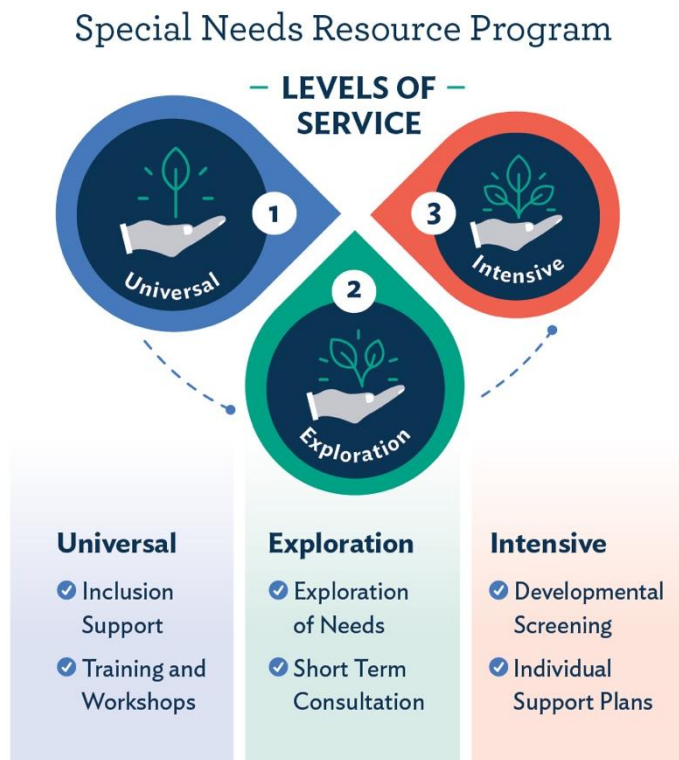 Special Needs Resource Program
LEVELS OF
SERVICE
1
Universal
2
Exploration
3
Intensive
Universal
Inclusion
Support
Training and
Workshops
Exploration
Exploration
of Needs
Short Term
Consultation
Intensive
Developmental
Screening
Individual
Support Plans